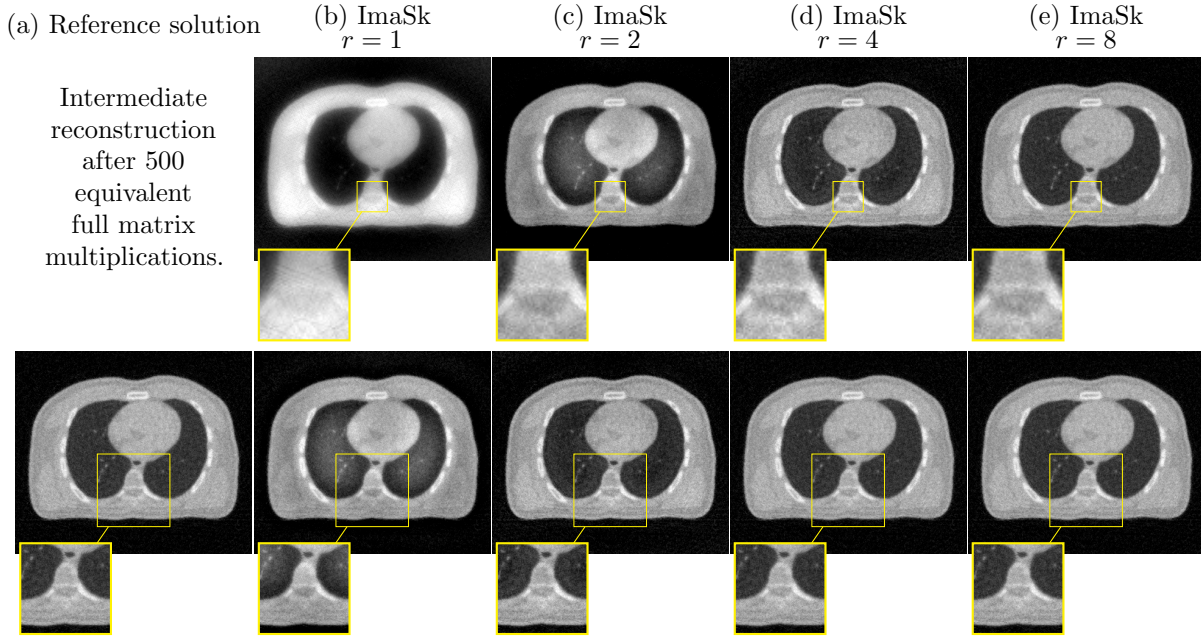 (a) Reference solution
(b) ImaSk
r = 1
(c) ImaSk
r = 2
(d) ImaSk
r = 4
(e) ImaSk
r = 8
Intermediate
reconstruction
after 500
equivalent
full matrix
multiplications.